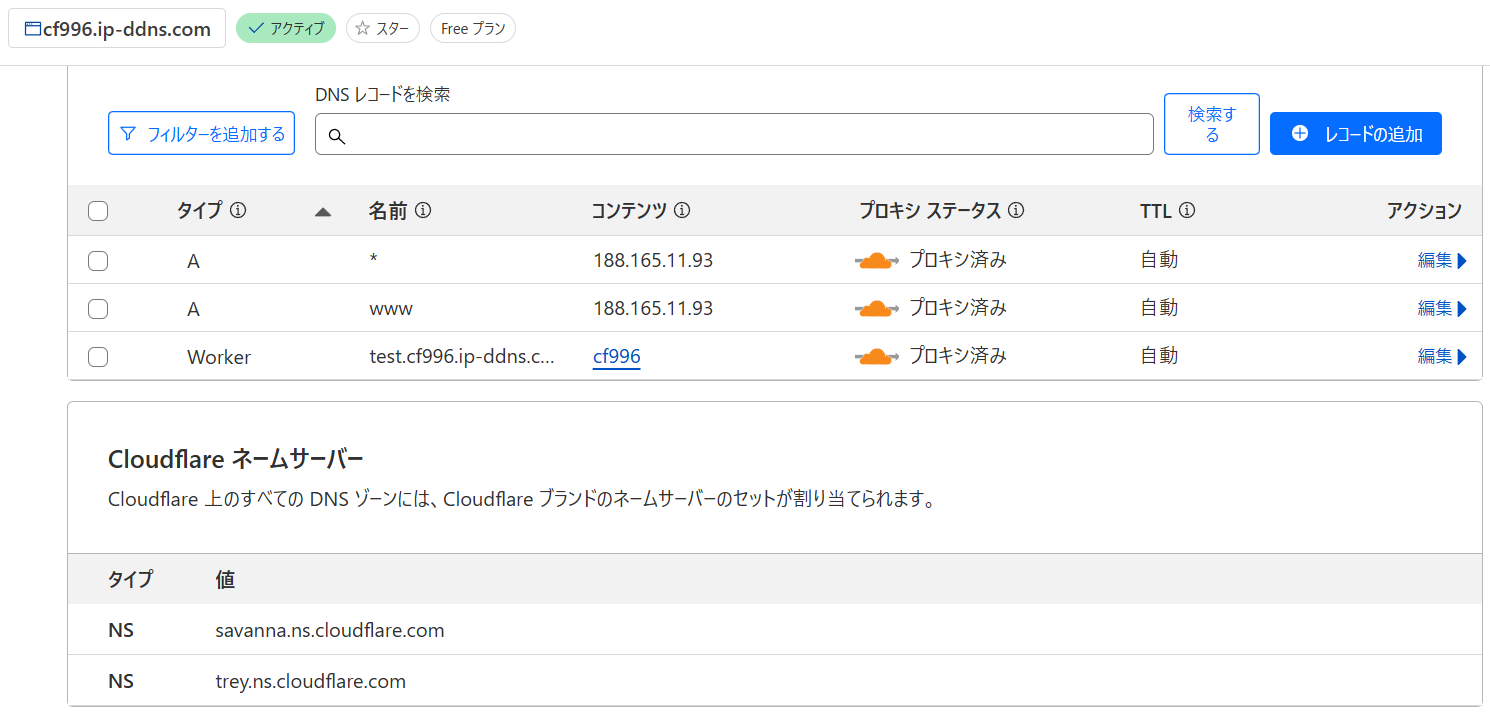 cf996.ip-ddns.com アクティブ スター Free プラン
DNS レコードを検索
フィルターを追加する
検索す
る
レコードの追加
タイプ 名前 コンテンツ プロキシ ステータス TTL アクション
A * 188.165.11.93 プロキシ済み 自動 編集
A www 188.165.11.93 プロキシ済み 自動 編集
Worker test.cf996.ip-ddns.c... cf996 プロキシ済み 自動 編集
Cloudflare ネームサーバー
Cloudflare 上のすべての DNS ゾーンには、Cloudflare ブランドのネームサーバーのセットが割り当てられます。
タイプ 値
NS savanna.ns.cloudflare.com
NS trey.ns.cloudflare.com